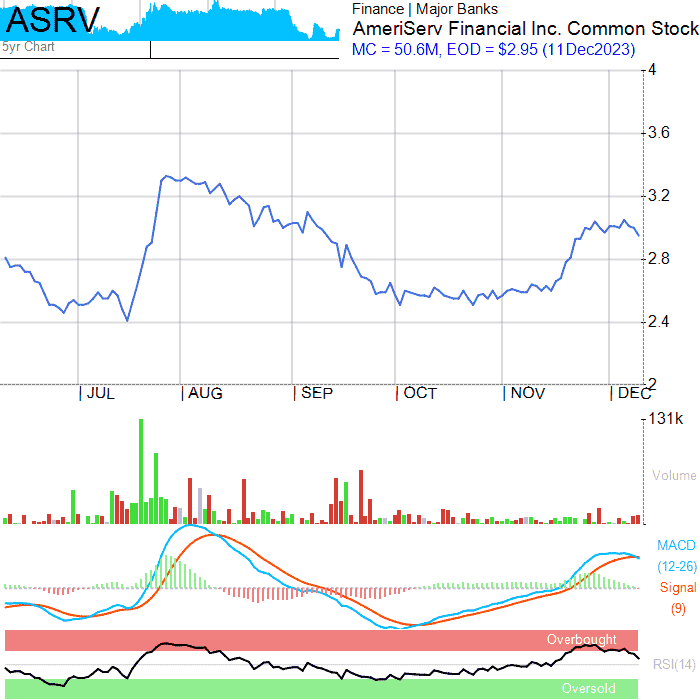 ASRV
5yr Chart
Finance | Major Banks
AmeriServ Financial Inc. Common Stock
MC = 50.6M, EOD = $2.95 (11Dec2023)
4
3.6
3.2
2.8
2.4
2
| JUL | AUG | SEP | OCT | NOV | DEC
131k
Volume
MACD
(12-26)
Signal
(9)
Overbought
RSI(14)
Oversold